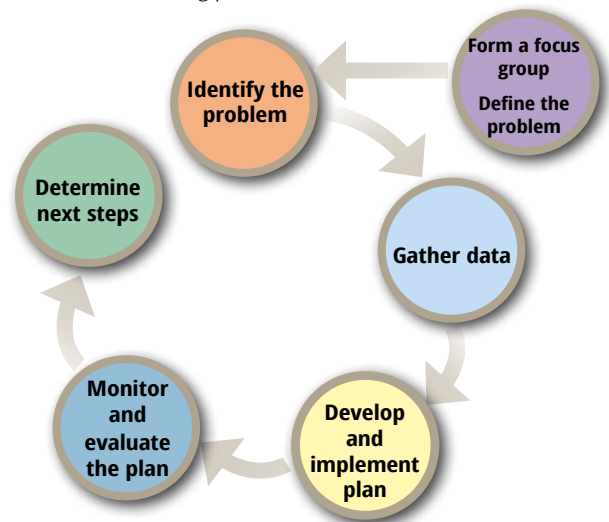 Form a focus
group
Define the
problem
Identify the
problem
Gather data
Develop
and
implement
plan
Monitor
and
evaluate
the plan
Determine
next steps